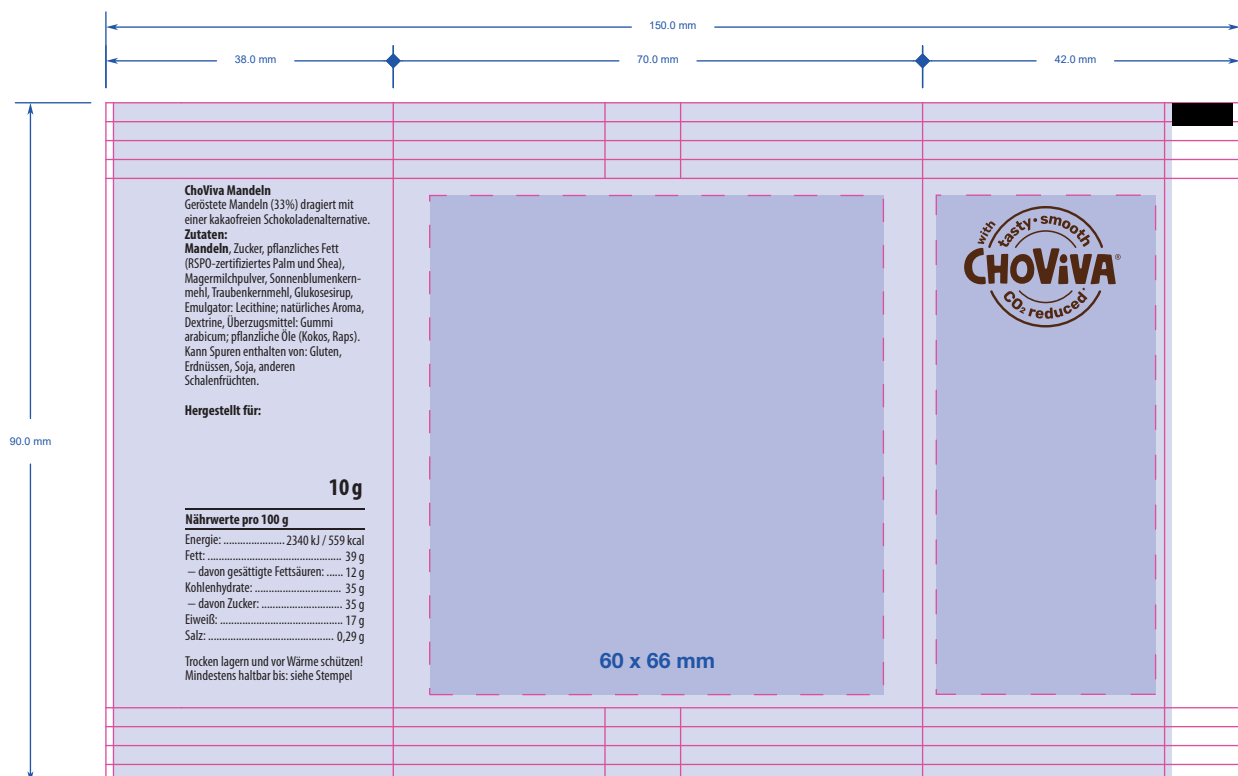 150.0 mm
38.0 mm
70.0 mm
42.0 mm
90.0 mm
ChoViva Mandeln
Geröstete Mandeln (33%) dragiert mit
einer kakaofreien Schokoladenalternative.
Zutaten:
Mandeln, Zucker, pflanzliches Fett
(RSPO-zertifiziertes Palm und Shea),
Magermilchpulver, Sonnenblumenkern-
mehl, Traubenkernmehl, Glukosesirup,
Emulgator: Lecithine; natürliches Aroma,
Dextrine, Überzugsmittel: Gummi
arabicum; pflanzliche Öle (Kokos, Raps).
Kann Spuren enthalten von: Gluten,
Erdnüssen, Soja, anderen
Schalenfrüchten.
Hergestellt für:
10 g
Nährwerte pro 100 g
Energie: ...................... 2340 kJ / 559 kcal
Fett: .............................................. 39 g
– davon gesättigte Fettsäuren: ...... 12 g
Kohlenhydrate: .............................. 35 g
– davon Zucker: ............................ 35 g
Eiweiß: .......................................... 17 g
Salz: ........................................... 0,29 g
Trocken lagern und vor Wärme schützen!
Mindestens haltbar bis: siehe Stempel
60 x 66 mm
with
tasty • smooth
CHOViVA®
CO₂ reduced*